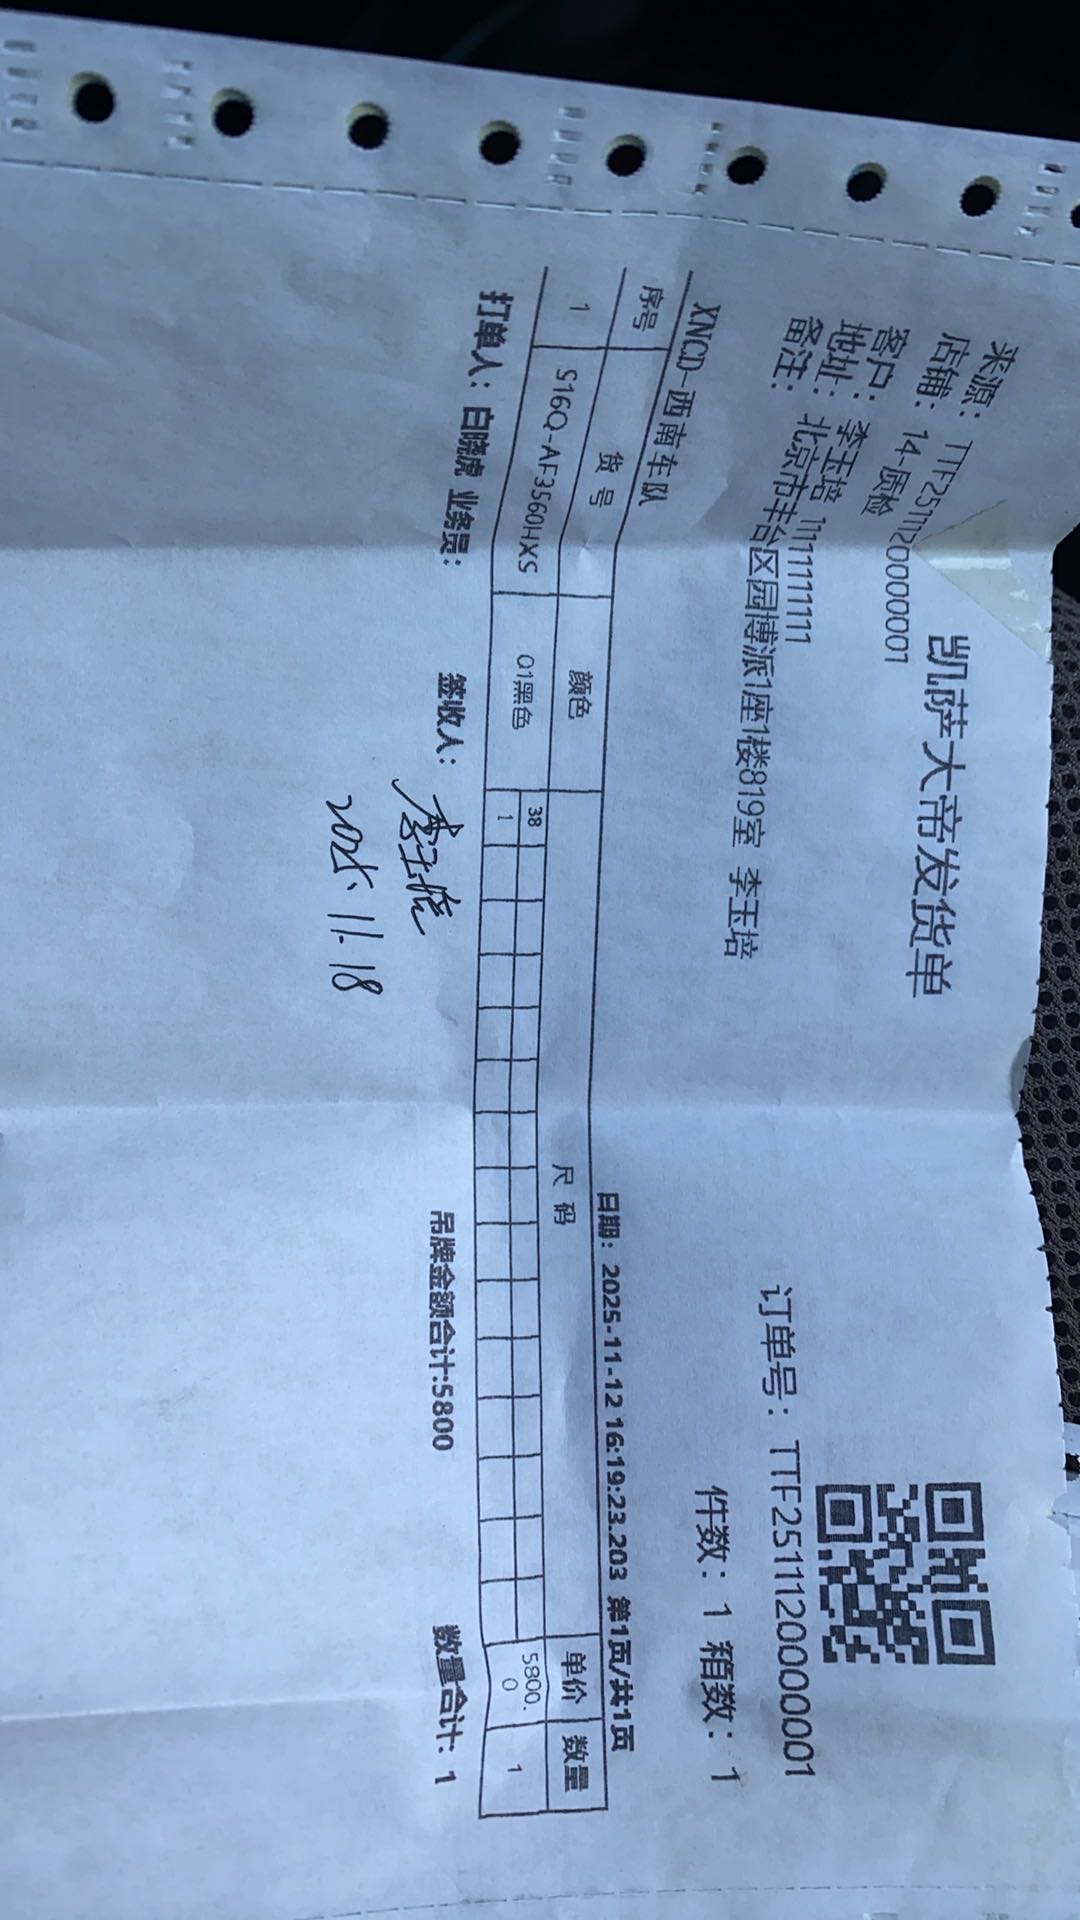 凯萨大帝发货单
来源：TTF2511120000001
店铺：14-质检
客户：李玉培 11111111111
地址：北京市丰台区园博派1座1楼819室 李玉培
备注：
订单号：TTF2511120000001
件数：1 箱数：1
XNCD-西南车队
日期：2025-11-12 16:19:23.203 第1页/共1页
序号 货号 颜色 尺码 单价 数量
38
1 S16Q-AF3560HXS 01黑色 1 5800.0 1
打单人：白晓虎 业务员： 签收人： 李玉培 吊牌金额合计:5800 数量合计：1
2025.11.18